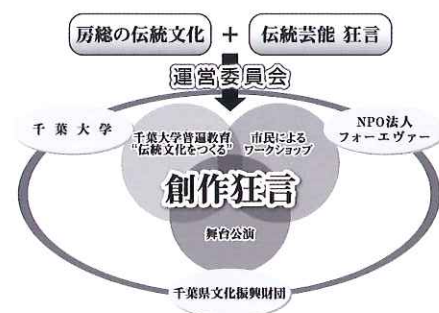 房総の伝統文化 + 伝統芸能 狂言
運営委員会
千葉大学
NPO法人
フォーエヴァー
千葉大学普遍教育
“伝統文化をつくる”
市民による
ワークショップ
創作狂言
舞台公演
千葉県文化振興財団